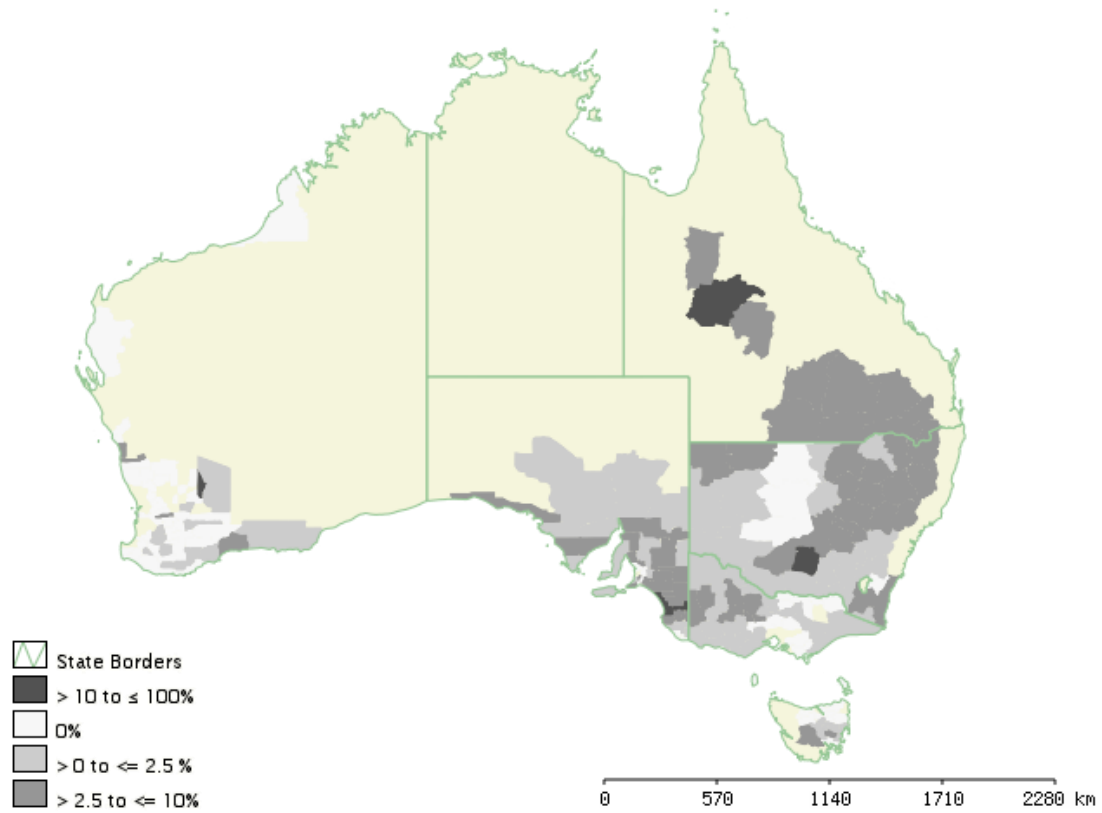 State Borders
> 10 to ≤ 100%
0%
> 0 to <= 2.5 %
> 2.5 to <= 10%
0 570 1140 1710 2280 km